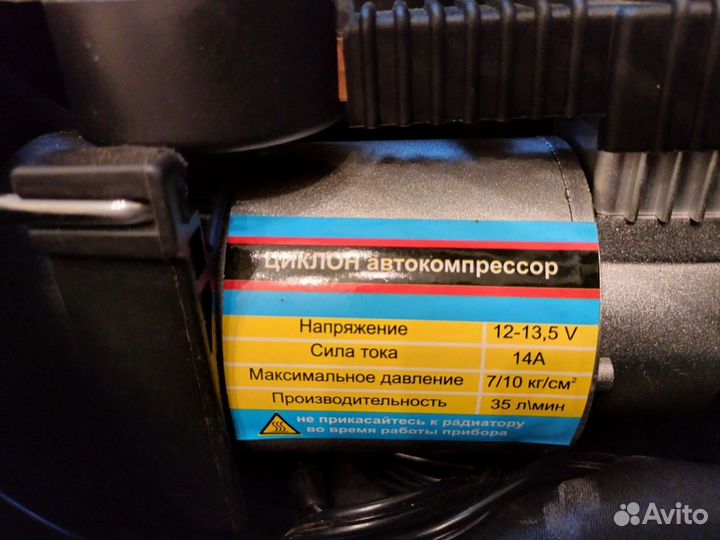 ЦИКЛОН автокомпрессор
Напряжение 12-13,5 V
Сила тока 14А
Максимальное давление 7/10 кг/см²
Производительность 35 л\мин
не прикасайтесь к радиатору
во время работы прибора
Avito